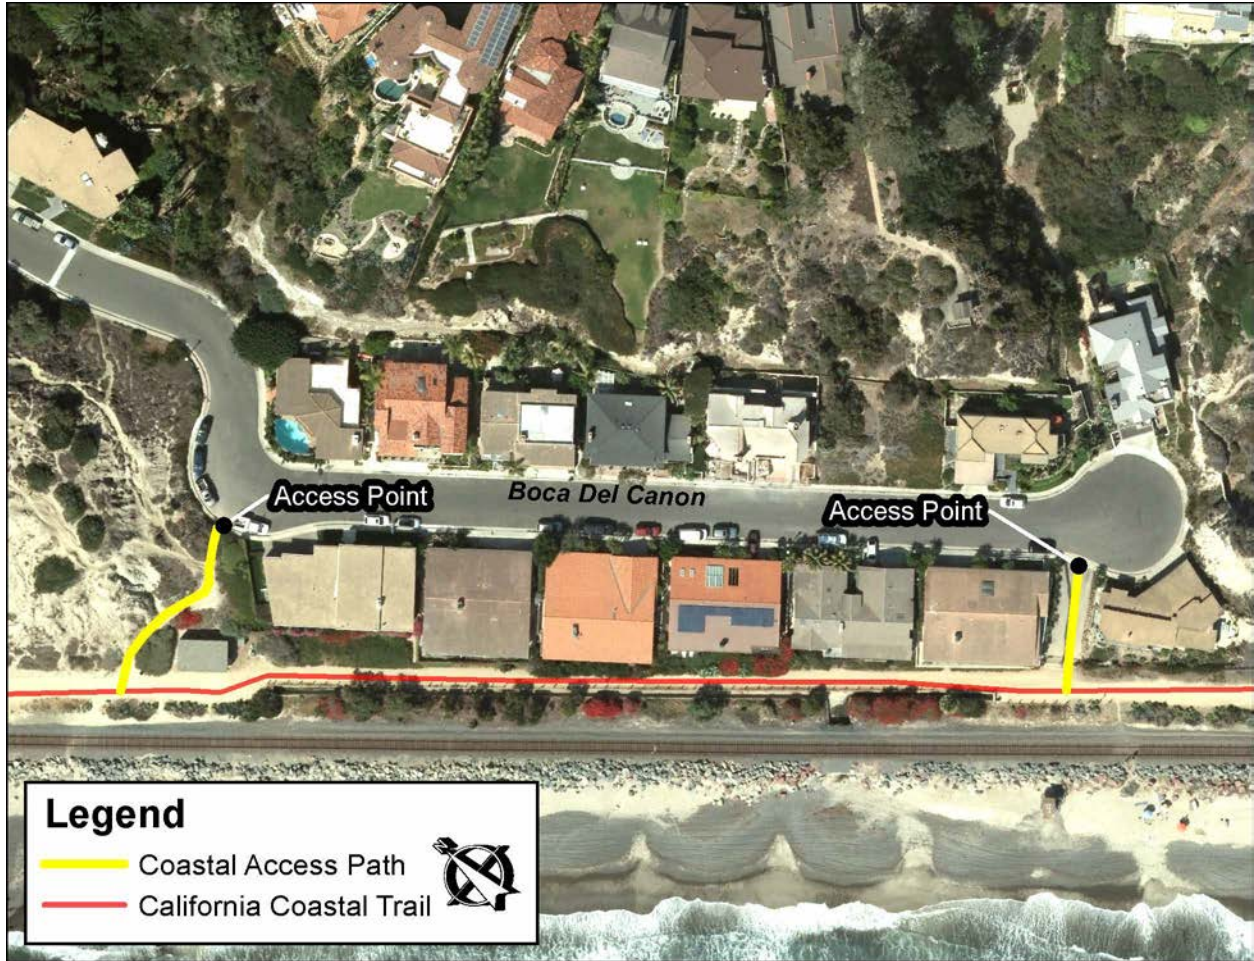 Access Point
Boca Del Canon
Access Point
Legend
N
Coastal Access Path
California Coastal Trail